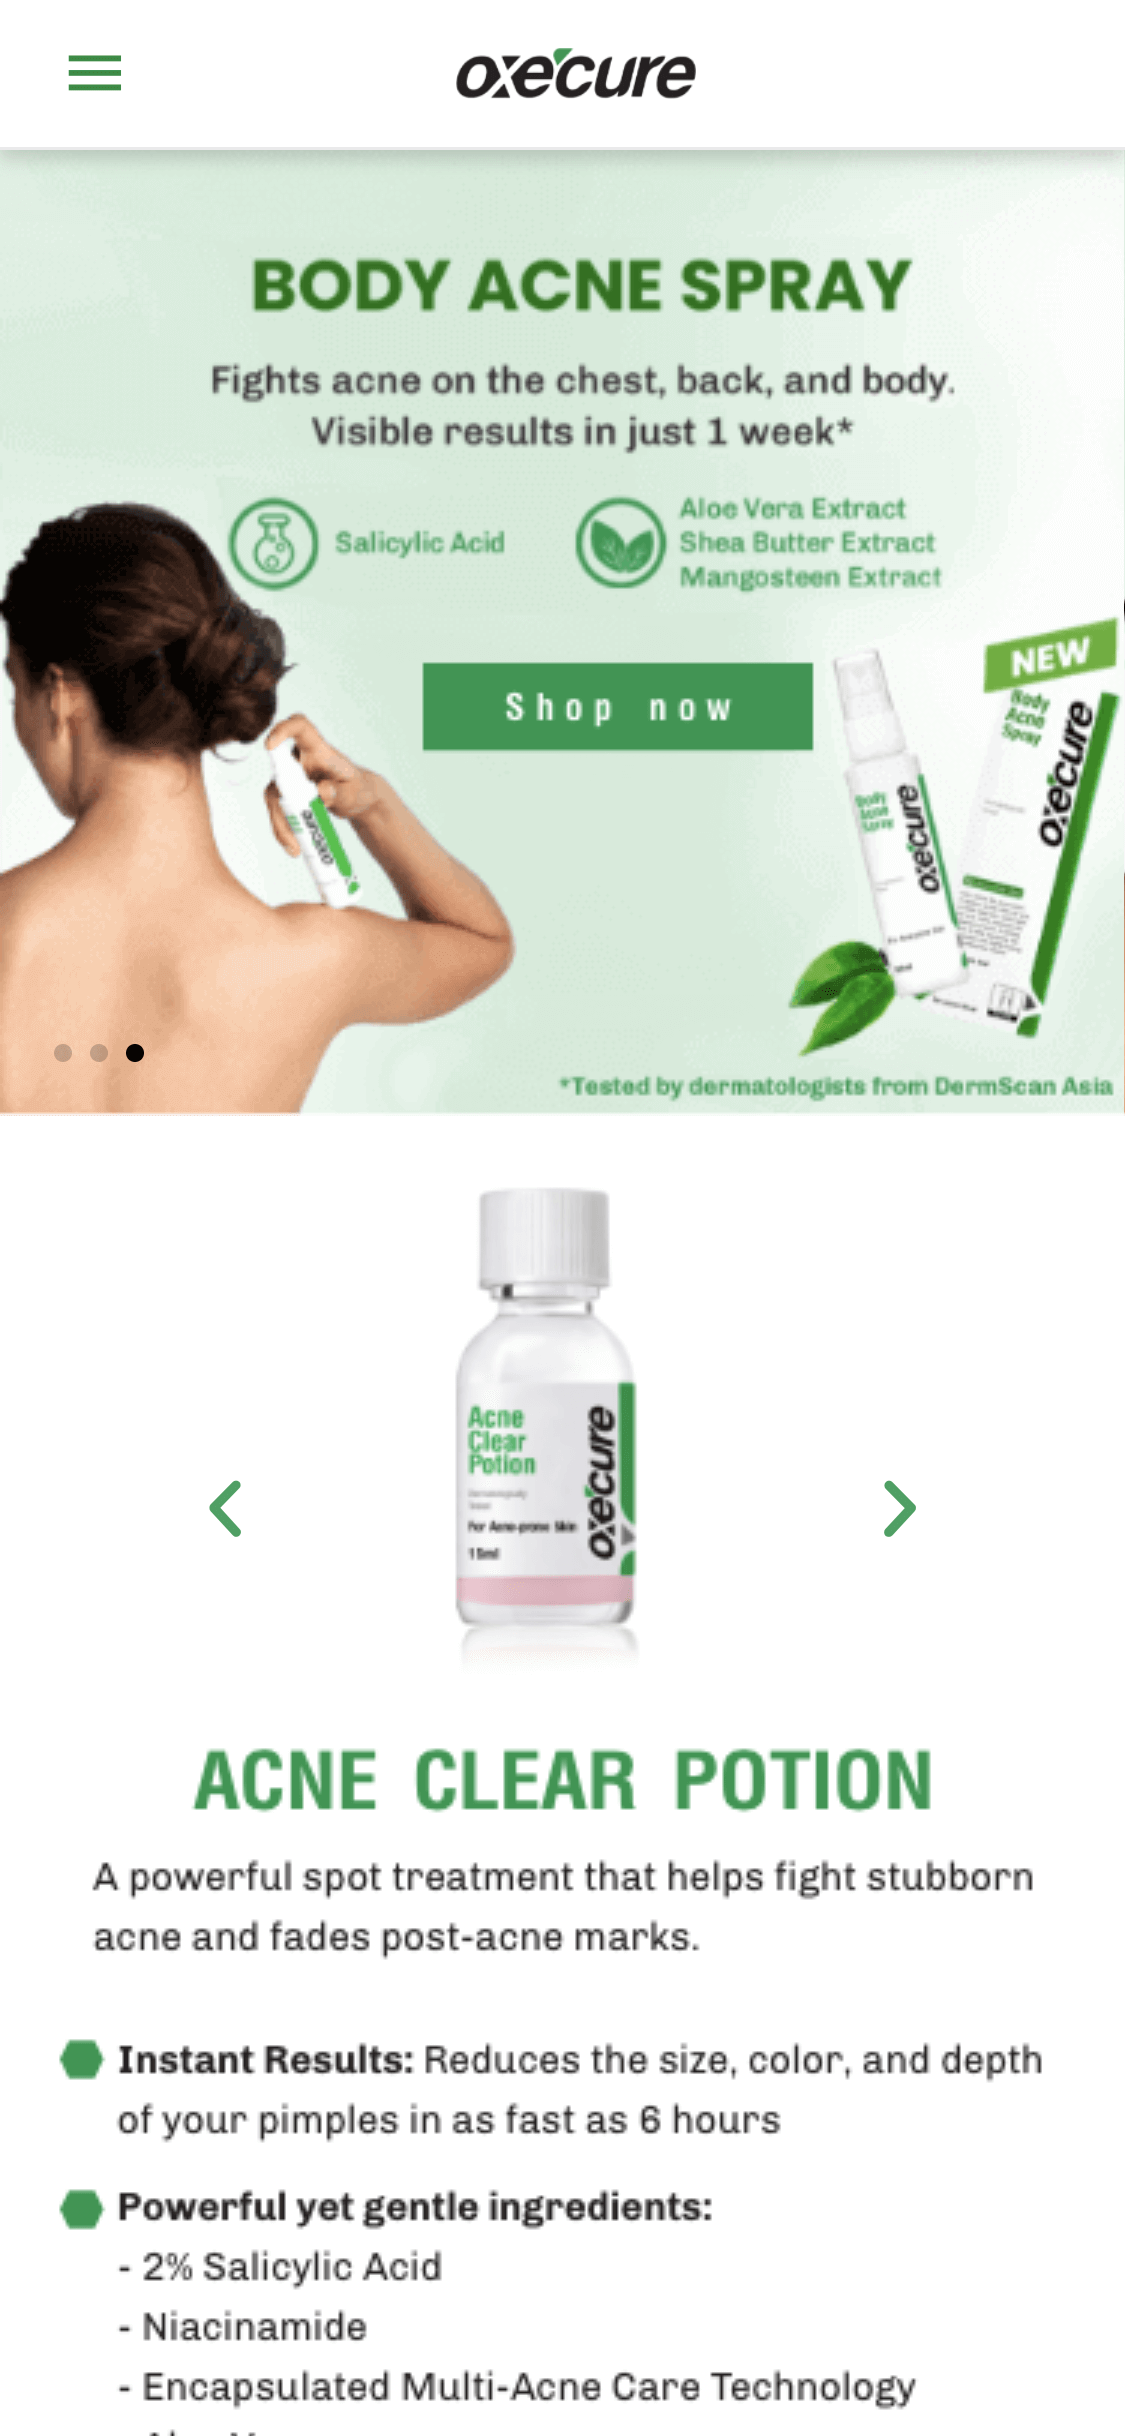 oxecure
BODY ACNE SPRAY
Fights acne on the chest, back, and body.
Visible results in just 1 week*
Salicylic Acid
Aloe Vera Extract
Shea Butter Extract
Mangosteen Extract
Shop now
NEW
Body
Acne
Spray
oxecure
Body
Acne
Spray
oxecure
oxecure
*Tested by dermatologists from DermScan Asia
Acne
Clear
Potion
oxecure
For Acne-prone Skin
15ml
ACNE CLEAR POTION
A powerful spot treatment that helps fight stubborn
acne and fades post-acne marks.
Instant Results: Reduces the size, color, and depth
of your pimples in as fast as 6 hours
Powerful yet gentle ingredients:
- 2% Salicylic Acid
- Niacinamide
- Encapsulated Multi-Acne Care Technology